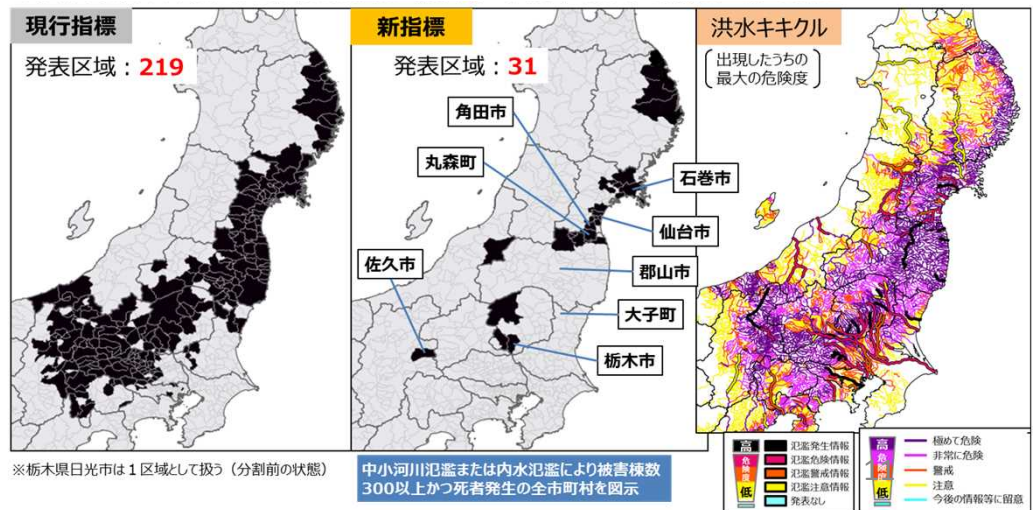 現行指標
発表区域：219
新指標
発表区域：31
角田市
丸森町
石巻市
仙台市
佐久市
郡山市
大子町
栃木市
洪水キキクル
出現したうちの
最大の危険度
※栃木県日光市は１区域として扱う（分割前の状態）
中小河川氾濫または内水氾濫により被害棟数
300以上かつ死者発生の全市町村を図示
高
危険度
低
氾濫発生情報
氾濫危険情報
氾濫警戒情報
氾濫注意情報
発表なし
高
危険度
低
極めて危険
非常に危険
警戒
注意
今後の情報等に留意